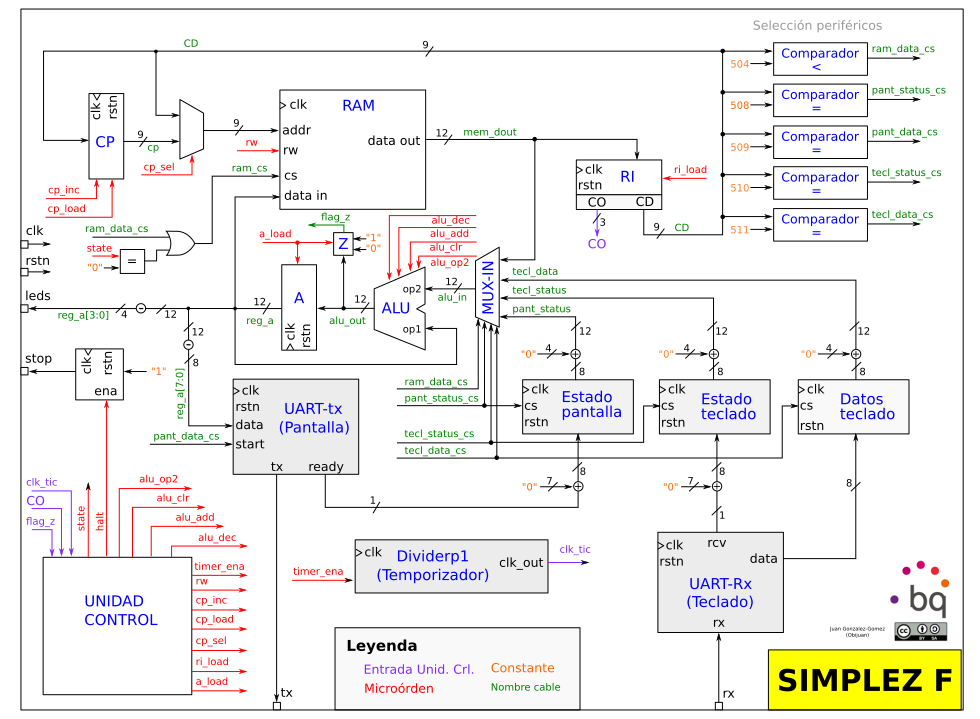 Selección periféricos
CD
9
504
Comparador
<
ram_data_cs
508
Comparador
=
pant_status_cs
509
Comparador
=
pant_data_cs
510
Comparador
=
tecl_status_cs
511
Comparador
=
tecl_data_cs
clk
rstn
CP
9
cp
cp_inc
cp_load
cp_sel
9
rw
ram_cs
clk
RAM
addr
rw
cs
data in
data out
12
mem_dout
clk
rstn
RI
CO
CD
ri_load
3
CO
9
CD
clk
rstn
leds
stop
ram_data_cs
state
"0"
=
a_load
flag_z
Z
"1"
"0"
alu_dec
alu_add
alu_clr
alu_op2
A
clk
rstn
12
reg_a
12
alu_out
ALU
op2
op1
12
alu_in
MUX-IN
tecl_data
tecl_status
pant_status
reg_a[3:0]
4
12
12
8
reg_a[7:0]
clk
rstn
ena
"1"
12
12
12
"0"
4
8
"0"
4
8
"0"
4
8
clk
rstn
data
start
UART-tx
(Pantalla)
tx
ready
pant_data_cs
ram_data_cs
pant_status_cs
tecl_status_cs
tecl_data_cs
clk
cs
rstn
Estado
pantalla
clk
cs
rstn
Estado
teclado
clk
cs
rstn
Datos
teclado
8
"0"
7
8
"0"
7
1
8
1
clk_tic
CO
flag_z
state
halt
alu_op2
alu_clr
alu_add
alu_dec
UNIDAD
CONTROL
timer_ena
rw
cp_inc
cp_load
cp_sel
ri_load
a_load
timer_ena
clk
Dividerp1
(Temporizador)
clk_out
clk_tic
clk
rstn
rcv
data
UART-Rx
(Teclado)
rx
Leyenda
Entrada Unid. Crl.
Constante
Microórden
Nombre cable
tx
rx
bq
Juan Gonzalez-Gomez
(Obijuan)
cc
BY SA
SIMPLEZ F